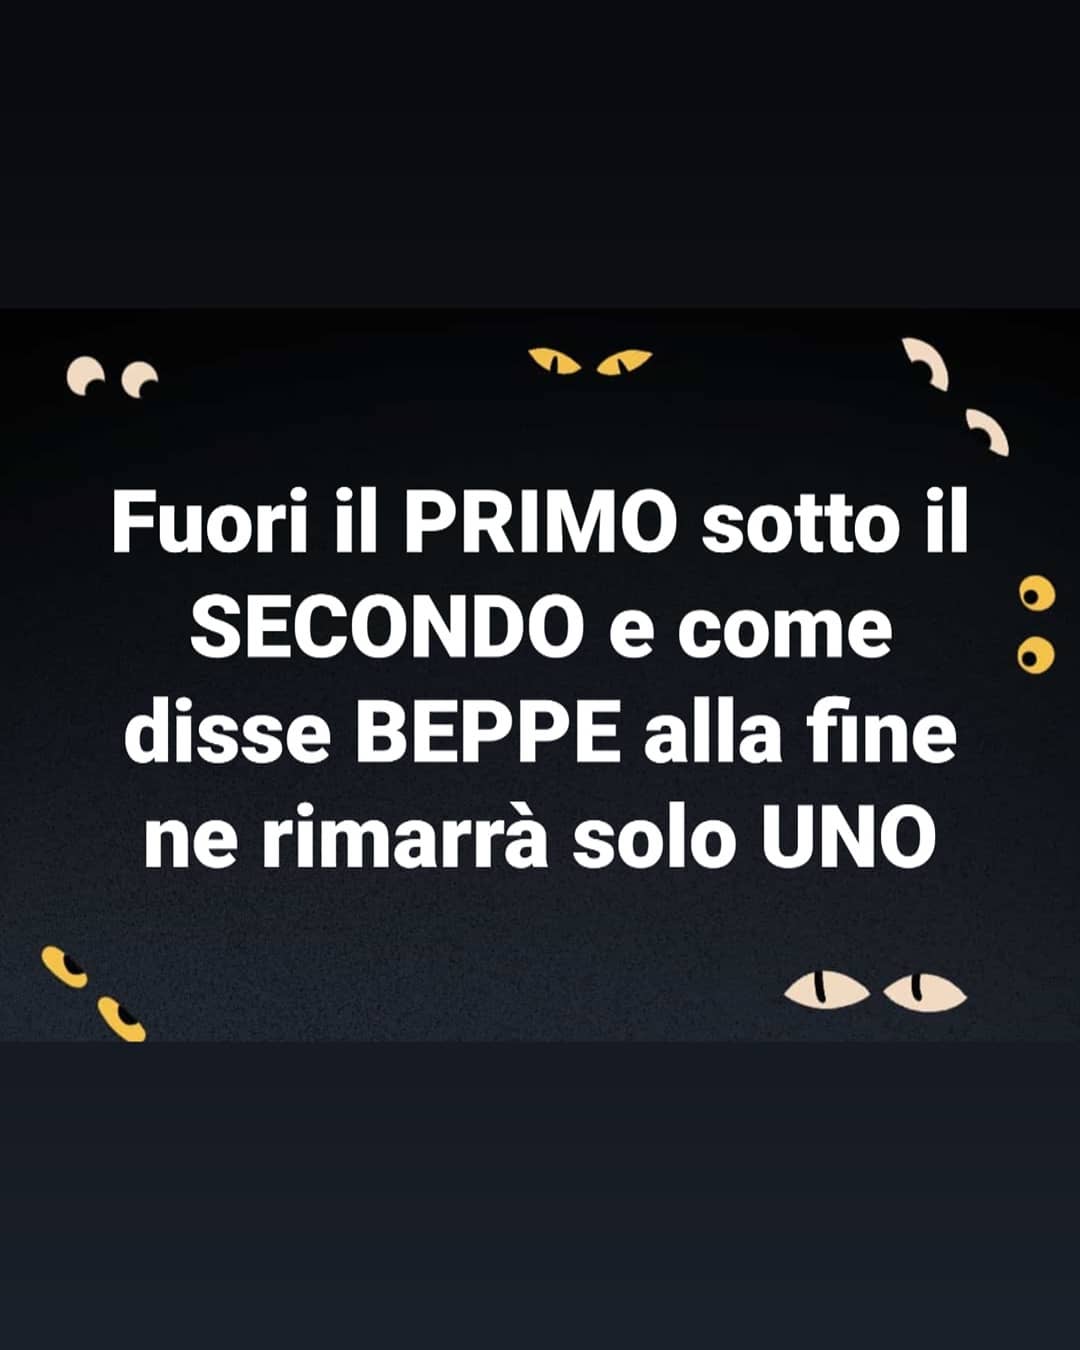 Fuori il PRIMO sotto il
SECONDO e come
disse BEPPE alla fine
ne rimarrà solo UNO